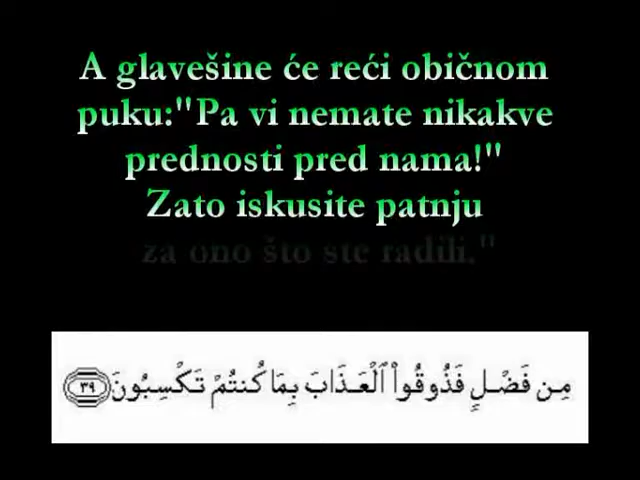 A glavešine će reći običnom
puku:"Pa vi nemate nikakve
prednosti pred nama!"
Zato iskusite patnju
za ono što ste radili."
مِن فَضْلٍ فَذُوقُوا۟ ٱلْعَذَابَ بِمَا كُنتُمْ تَكْسِبُونَ ٣٩